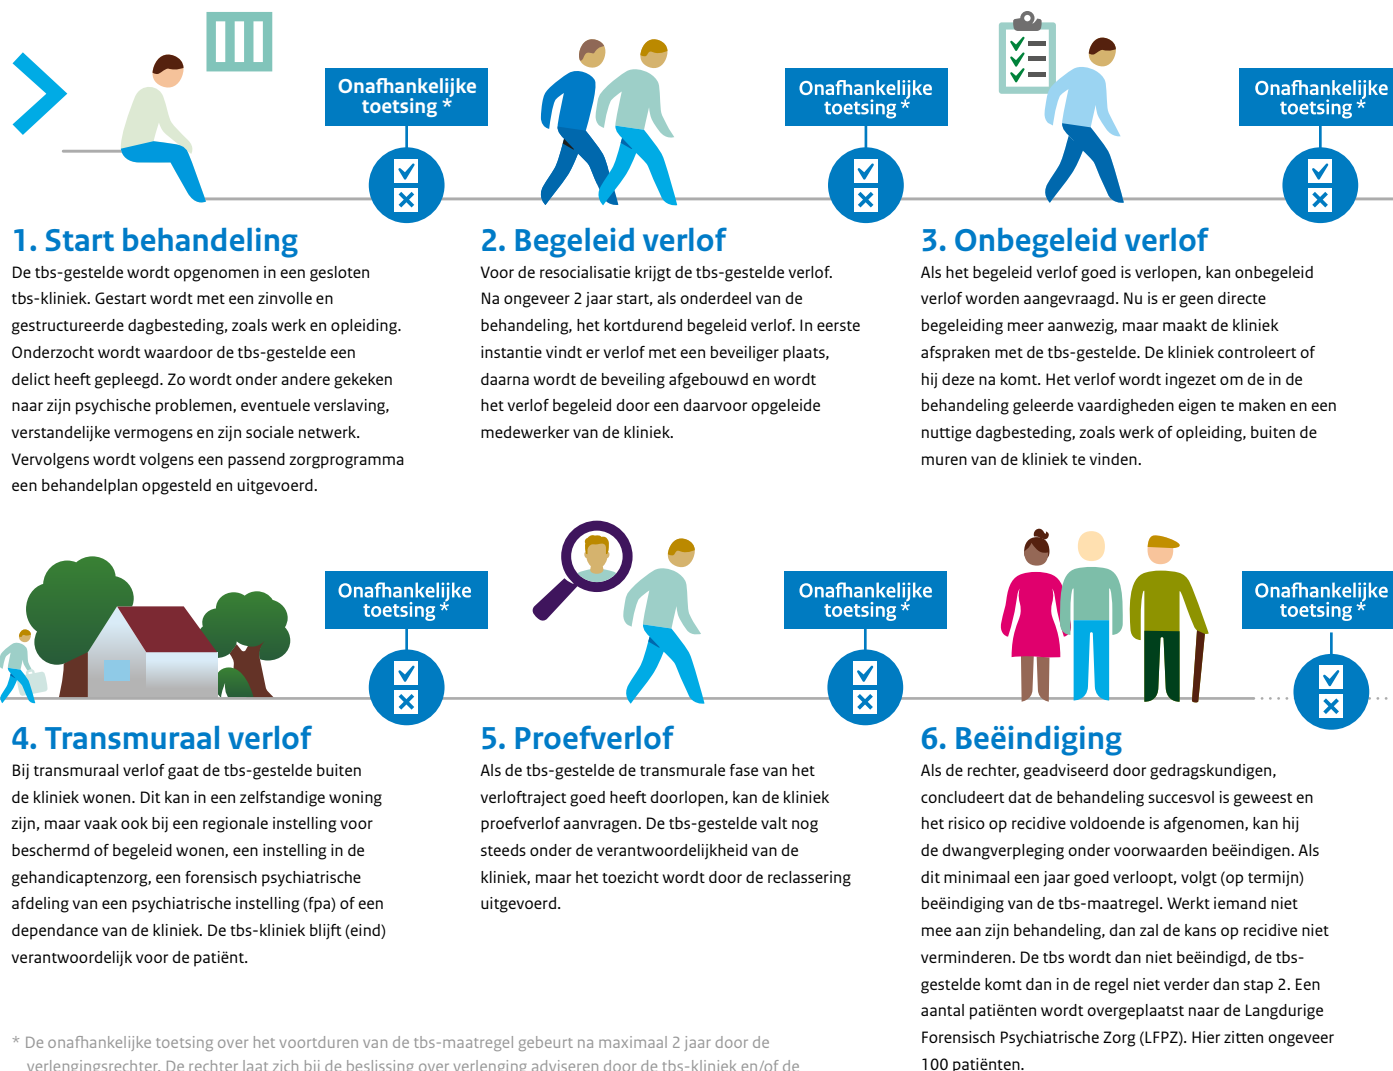 Onafhankelijke
toetsing *
Onafhankelijke
toetsing *
Onafhankelijke
toetsing *
1. Start behandeling
De tbs-gestelde wordt opgenomen in een gesloten
tbs-kliniek. Gestart wordt met een zinvolle en
gestructureerde dagbesteding, zoals werk en opleiding.
Onderzocht wordt waardoor de tbs-gestelde een
delict heeft gepleegd. Zo wordt onder andere gekeken
naar zijn psychische problemen, eventuele verslaving,
verstandelijke vermogens en zijn sociale netwerk.
Vervolgens wordt volgens een passend zorgprogramma
een behandelplan opgesteld en uitgevoerd.
2. Begeleid verlof
Voor de resocialisatie krijgt de tbs-gestelde verlof.
Na ongeveer 2 jaar start, als onderdeel van de
behandeling, het kortdurend begeleid verlof. In eerste
instantie vindt er verlof met een beveiliger plaats,
daarna wordt de beveiling afgebouwd en wordt
het verlof begeleid door een daarvoor opgeleide
medewerker van de kliniek.
3. Onbegeleid verlof
Als het begeleid verlof goed is verlopen, kan onbegeleid
verlof worden aangevraagd. Nu is er geen directe
begeleiding meer aanwezig, maar maakt de kliniek
afspraken met de tbs-gestelde. De kliniek controleert of
hij deze na komt. Het verlof wordt ingezet om de in de
behandeling geleerde vaardigheden eigen te maken en een
nuttige dagbesteding, zoals werk of opleiding, buiten de
muren van de kliniek te vinden.
Onafhankelijke
toetsing *
Onafhankelijke
toetsing *
Onafhankelijke
toetsing *
4. Transmuraal verlof
Bij transmuraal verlof gaat de tbs-gestelde buiten
de kliniek wonen. Dit kan in een zelfstandige woning
zijn, maar vaak ook bij een regionale instelling voor
beschermd of begeleid wonen, een instelling in de
gehandicaptenzorg, een forensisch psychiatrische
afdeling van een psychiatrische instelling (fpa) of een
dependance van de kliniek. De tbs-kliniek blijft (eind)
verantwoordelijk voor de patiënt.
5. Proefverlof
Als de tbs-gestelde de transmurale fase van het
verloftraject goed heeft doorlopen, kan de kliniek
proefverlof aanvragen. De tbs-gestelde valt nog
steeds onder de verantwoordelijkheid van de
kliniek, maar het toezicht wordt door de reclassering
uitgevoerd.
6. Beëindiging
Als de rechter, geadviseerd door gedragskundigen,
concludeert dat de behandeling succesvol is geweest en
het risico op recidive voldoende is afgenomen, kan hij
de dwangverpleging onder voorwaarden beëindigen. Als
dit minimaal een jaar goed verloopt, volgt (op termijn)
beëindiging van de tbs-maatregel. Werkt iemand niet
mee aan zijn behandeling, dan zal de kans op recidive niet
verminderen. De tbs wordt dan niet beëindigd, de tbs-
gestelde komt dan in de regel niet verder dan stap 2. Een
aantal patiënten wordt overgeplaatst naar de Langdurige
Forensisch Psychiatrische Zorg (LFPZ). Hier zitten ongeveer
100 patiënten.
* De onafhankelijke toetsing over het voortduren van de tbs-maatregel gebeurt na maximaal 2 jaar door de
verlengingsrechter. De rechter laat zich bij de beslissing over verlenging adviseren door de tbs-kliniek en/of de